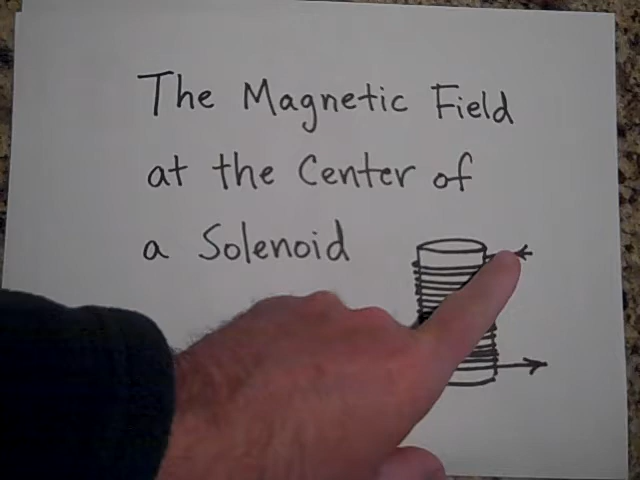 The Magnetic Field
at the Center of
a Solenoid